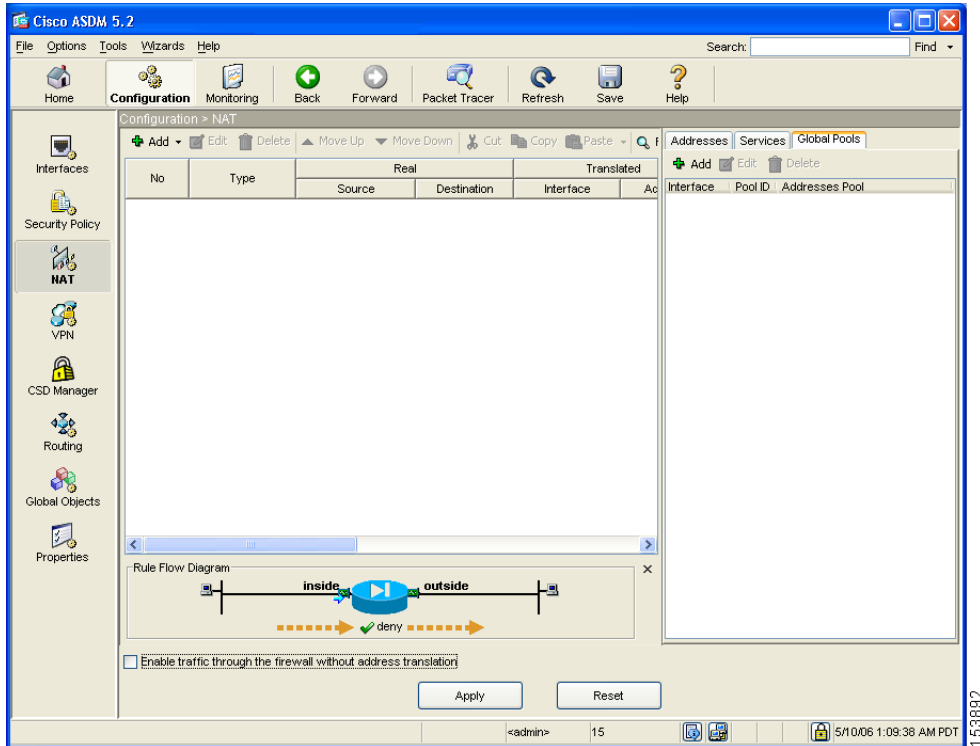 Cisco ASDM 5.2
File Options Tools Wizards Help Search: Find
Home Configuration Monitoring Back Forward Packet Tracer Refresh Save Help
Configuration > NAT
Add Edit Delete Move Up Move Down Cut Copy Paste
Addresses Services Global Pools
Add Edit Delete
No Type Real Translated
Source Destination Interface
Interface Pool ID Addresses Pool
Interfaces
Security Policy
NAT
VPN
CSD Manager
Routing
Global Objects
Properties
Rule Flow Diagram
inside outside
deny
Enable traffic through the firewall without address translation
Apply Reset
<admin> 15 5/10/06 1:09:38 AM PDT
153892